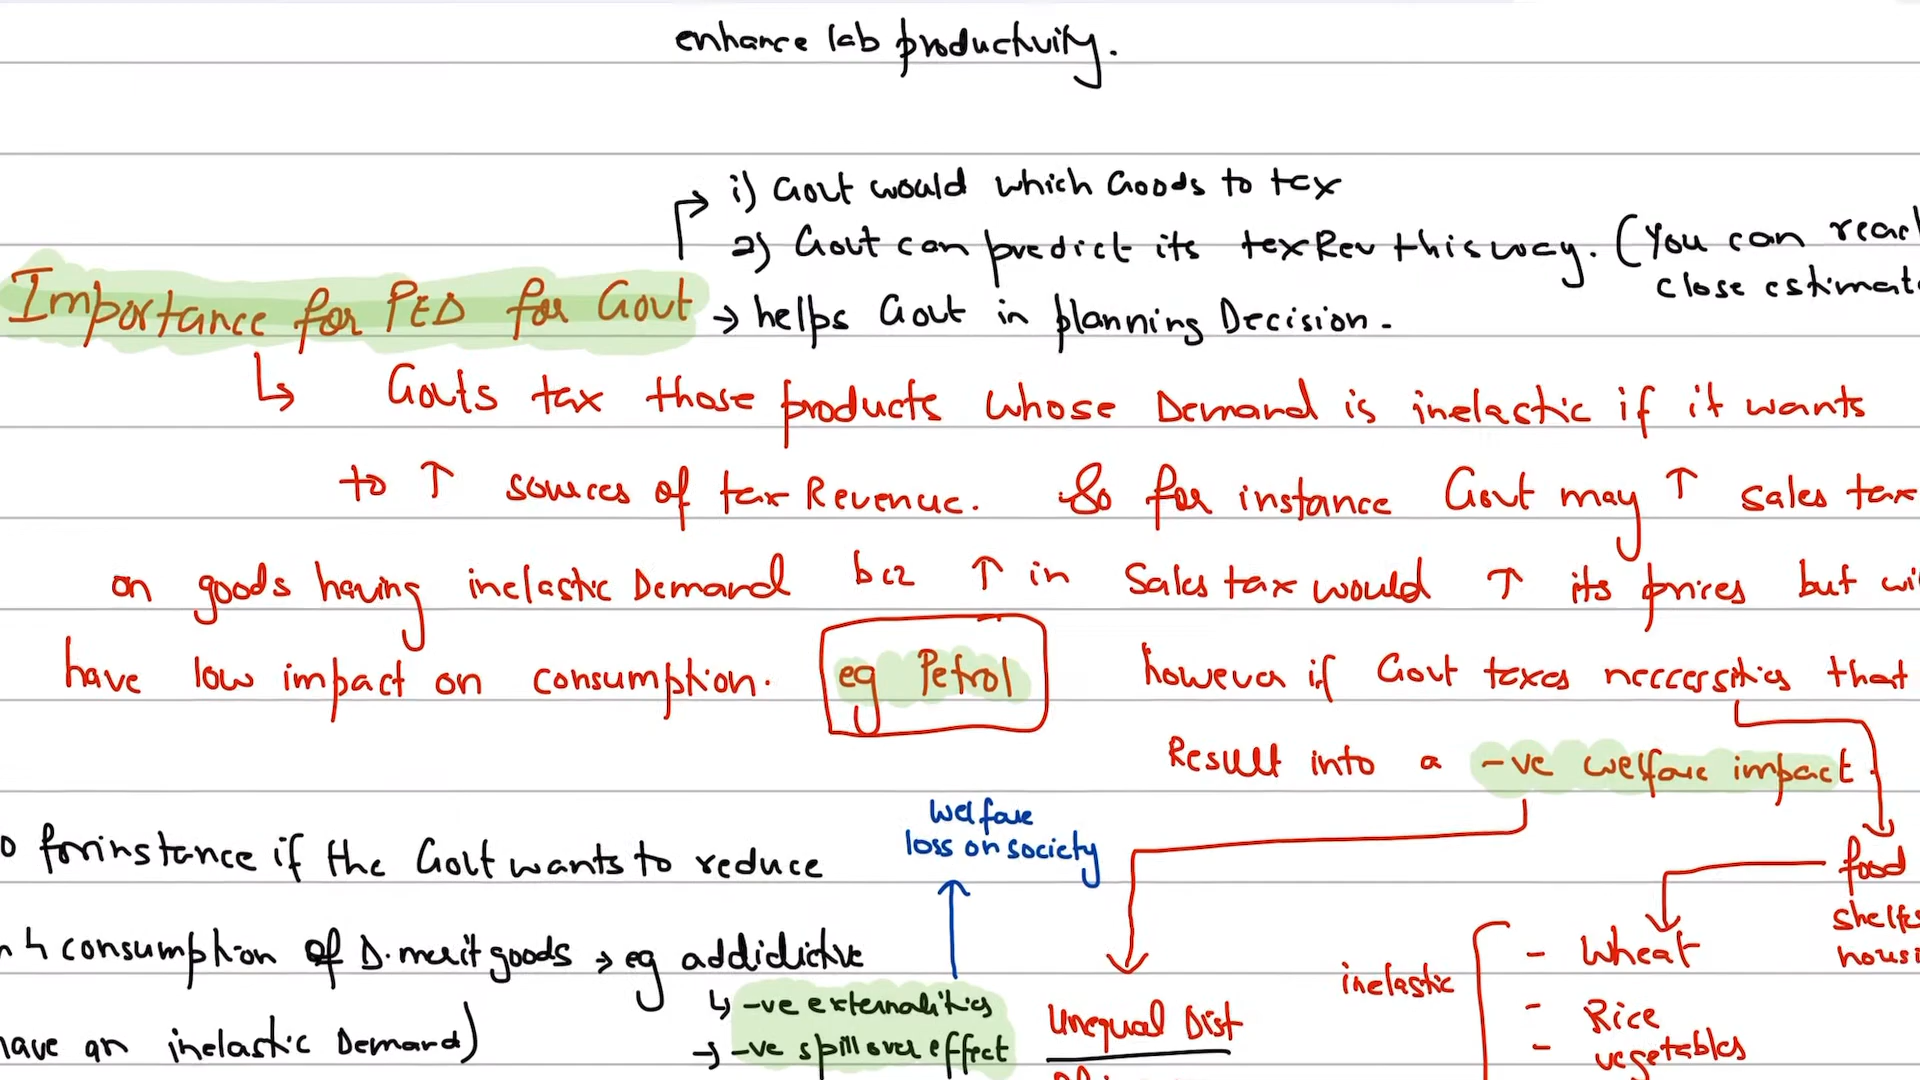 enhance lab productivity.
i) Govt would which Goods to tax
2) Govt can predict its tax Rev this way. (You can reach
close estimate
Importance for PED for Govt → helps Govt in planning Decision.
↳ Govts tax those products whose Demand is inelastic if it wants
to ↑ sources of tax Revenue. So for instance Govt may ↑ sales tax
on goods having inelastic Demand bcz ↑ in Sales tax would ↑ its prices but wi
have low impact on consumption. eg Petrol however if Govt taxes neccersities that
Result into a -ve welfare impact.
welfare
loss on society
forinstance if the Govt wants to reduce
food
consumption of D.merit goods → eg addidictive
shelte
housi
- Wheat
inelastic
↳ -ve externalities
- Rice
have an inelastic Demand)
→ -ve spill over effect
Unequal Dist
- vegetables